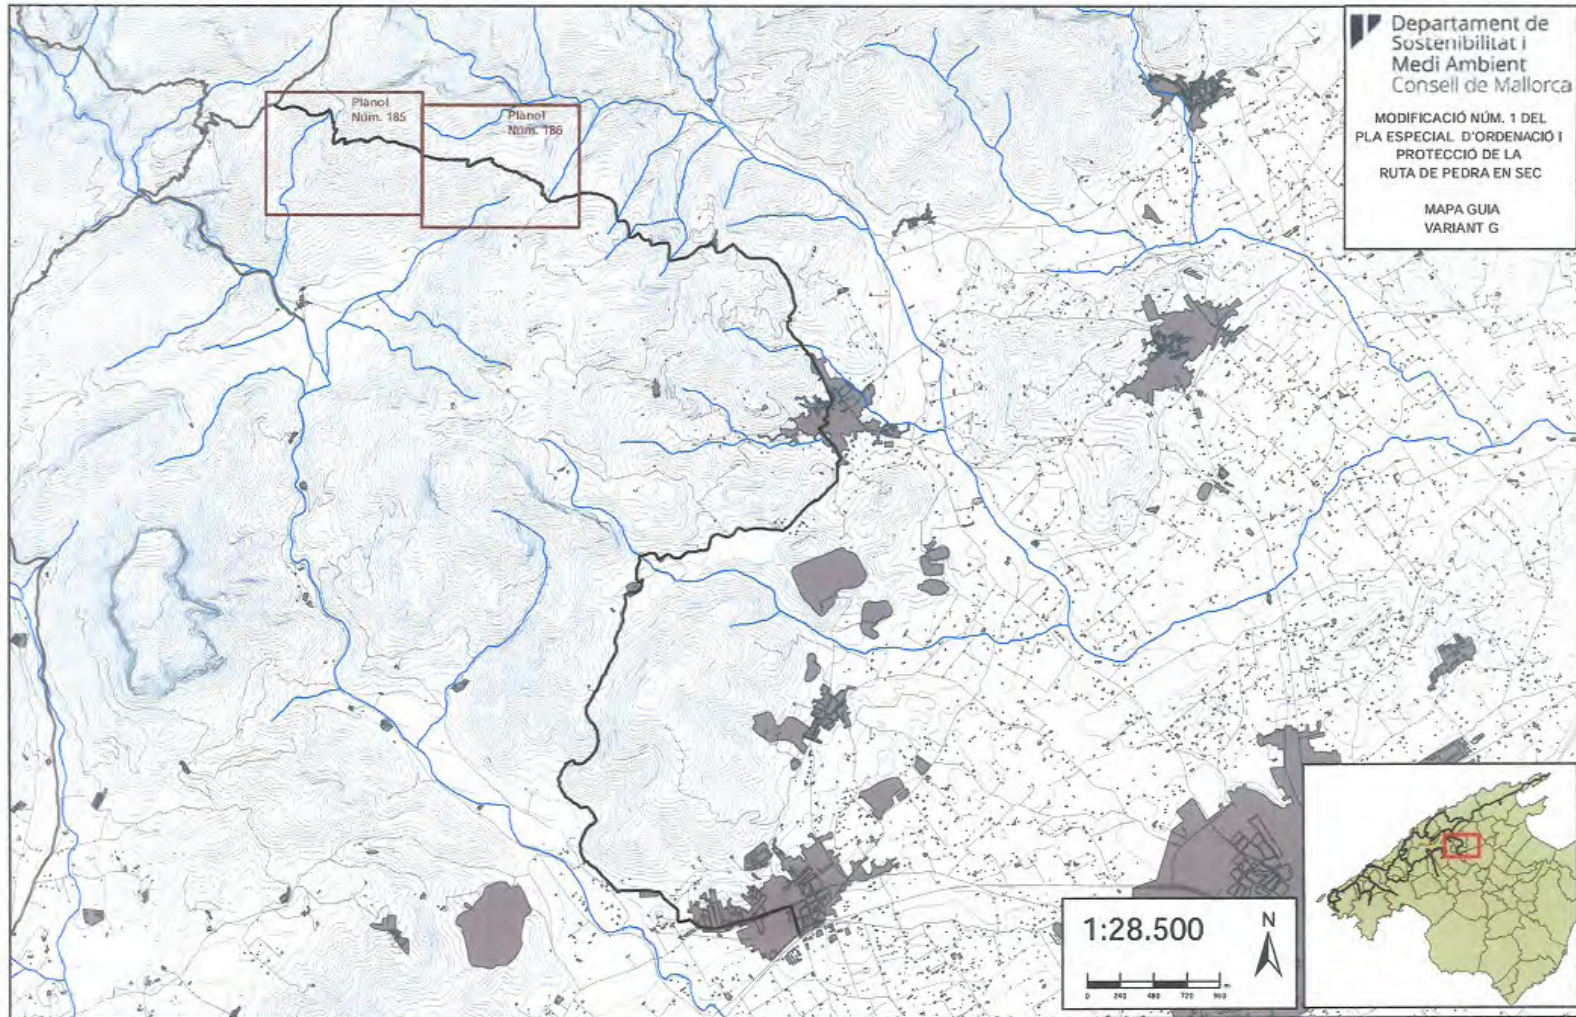 Departament de
Sostenibilitat i
Medi Ambient
Consell de Mallorca
MODIFICACIÓ NÚM. 1 DEL
PLA ESPECIAL D'ORDENACIÓ I
PROTECCIÓ DE LA
RUTA DE PEDRA EN SEC
MAPA GUIA
VARIANT G
Plànol
Núm. 185
Plànol
Núm. 186
1:28.500
N
0 240 480 720 960 m